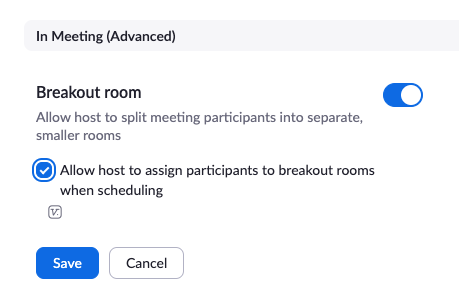 In Meeting (Advanced)
Breakout room
Allow host to split meeting participants into separate,
smaller rooms
Allow host to assign participants to breakout rooms
when scheduling
Save
Cancel